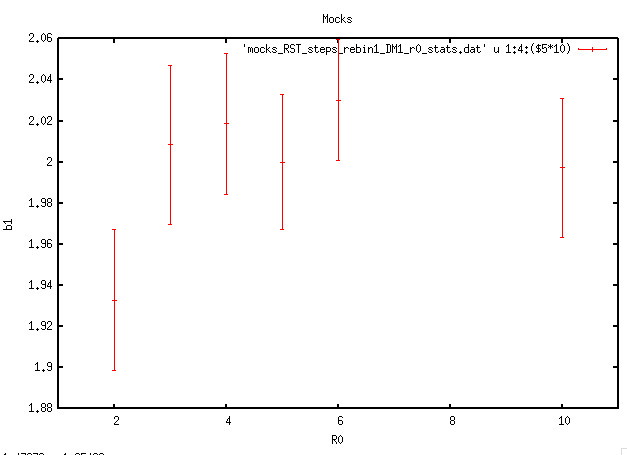 Mocks
'mocks_RST_steps_rebin1_DM1_r0_stats.dat' u 1:4:($5*10)
2.06
2.04
2.02
2
1.98
1.96
1.94
1.92
1.9
1.88
b1
2 4 6 8 10
R0